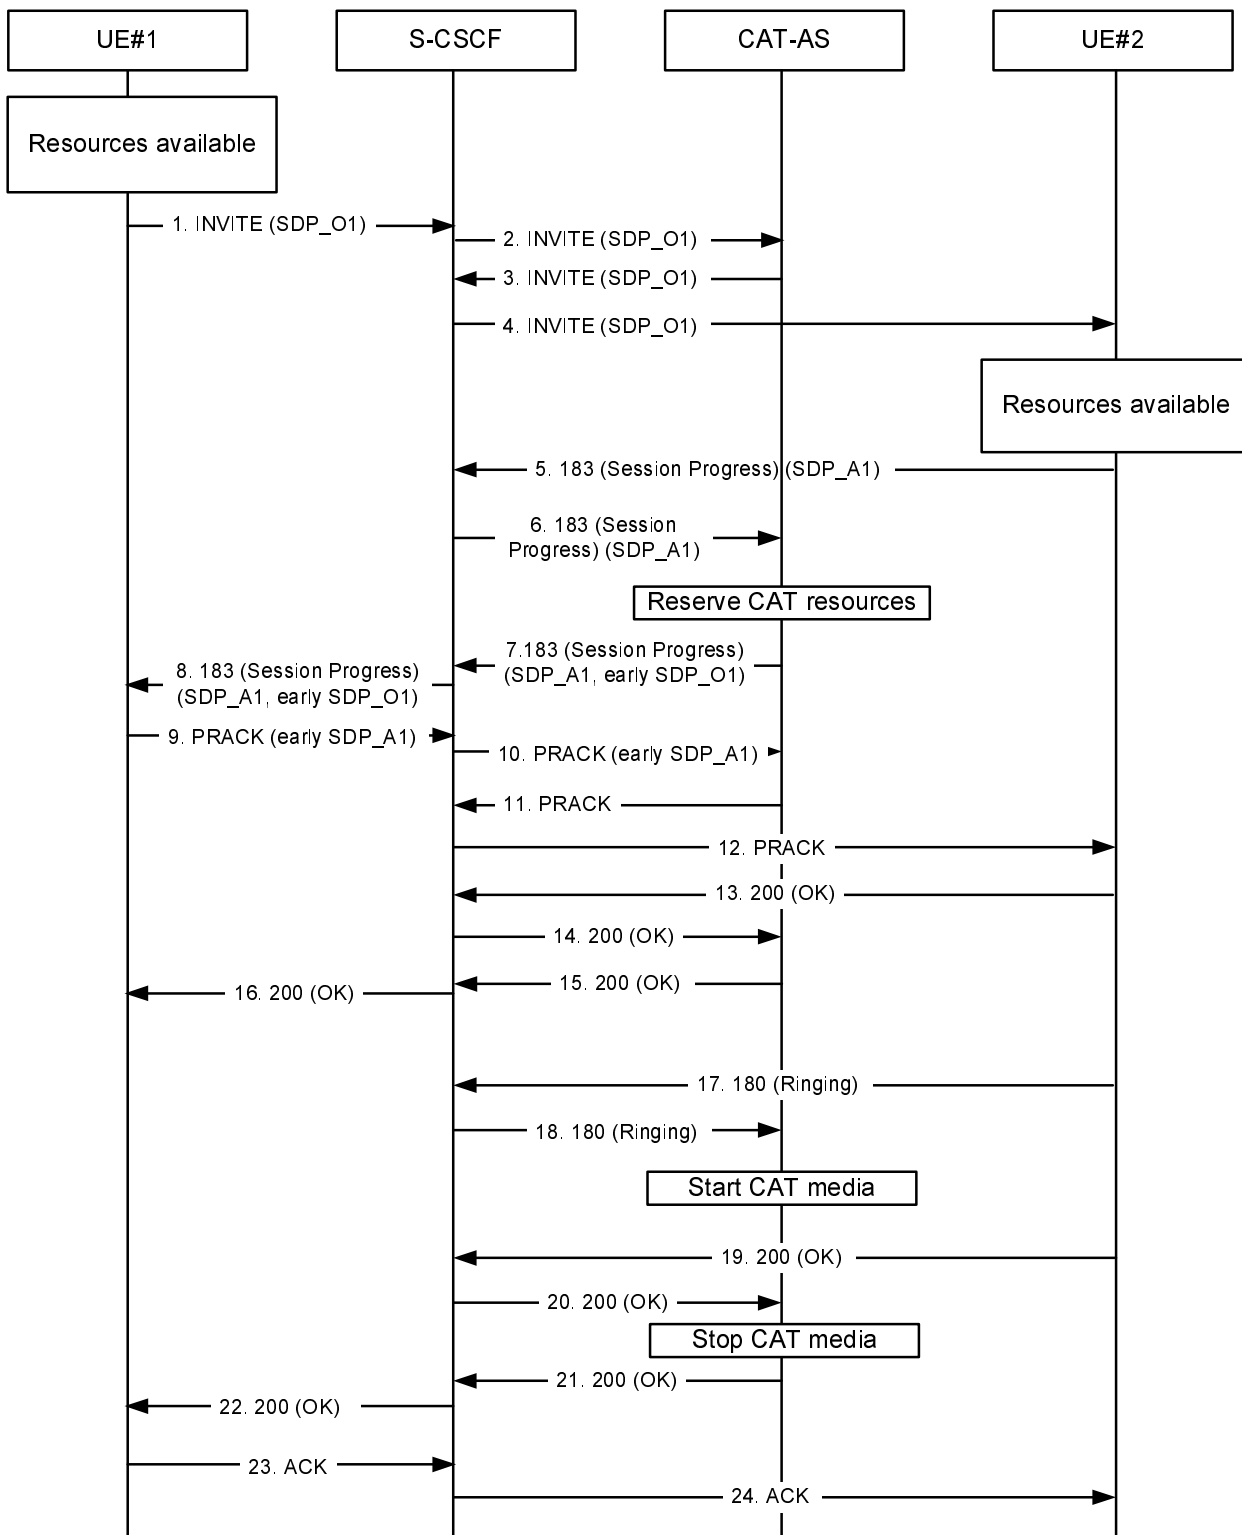 UE#1
S-CSCF
CAT-AS
UE#2
Resources available
1. INVITE (SDP_O1)
2. INVITE (SDP_O1)
3. INVITE (SDP_O1)
4. INVITE (SDP_O1)
Resources available
5. 183 (Session Progress) (SDP_A1)
6. 183 (Session
Progress) (SDP_A1)
Reserve CAT resources
7.183 (Session Progress)
(SDP_A1, early SDP_O1)
8. 183 (Session Progress)
(SDP_A1, early SDP_O1)
9. PRACK (early SDP_A1)
10. PRACK (early SDP_A1)
11. PRACK
12. PRACK
13. 200 (OK)
14. 200 (OK)
15. 200 (OK)
16. 200 (OK)
17. 180 (Ringing)
18. 180 (Ringing)
Start CAT media
19. 200 (OK)
20. 200 (OK)
Stop CAT media
21. 200 (OK)
22. 200 (OK)
23. ACK
24. ACK